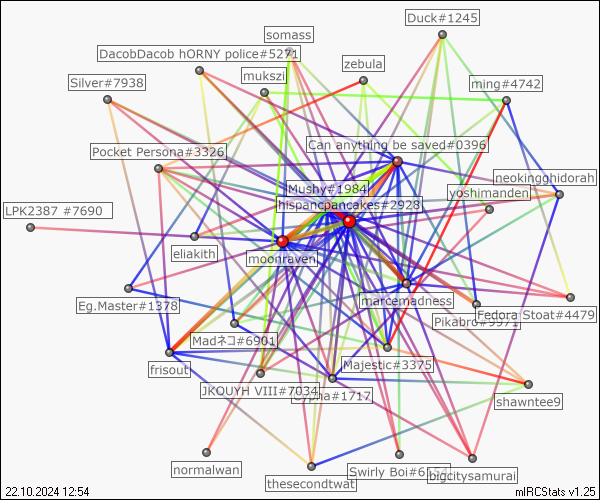 Duck#1245
somass
DacobDacob hORNY police#5271
zebula
mukszi
Silver#7938
ming#4742
Can anything be saved#0396
Pocket Persona#3326
neokingghidorah
Mushy#1984
yoshimanden
hispancpancakes#2928
LPK2387 #7690
eliakith
moonraven
marcemadness
Eg.Master#1378
Fedora Stoat#4479
Pikabro#9971
Madネコ#6901
Majestic#3375
frisout
JKQUYH VIII#7034
#1717
shawntee9
normalwan
thesecondtwat
Swirly Boi#6
bigcitysamurai
22.10.2024 12:54
mIRCStats v1.25